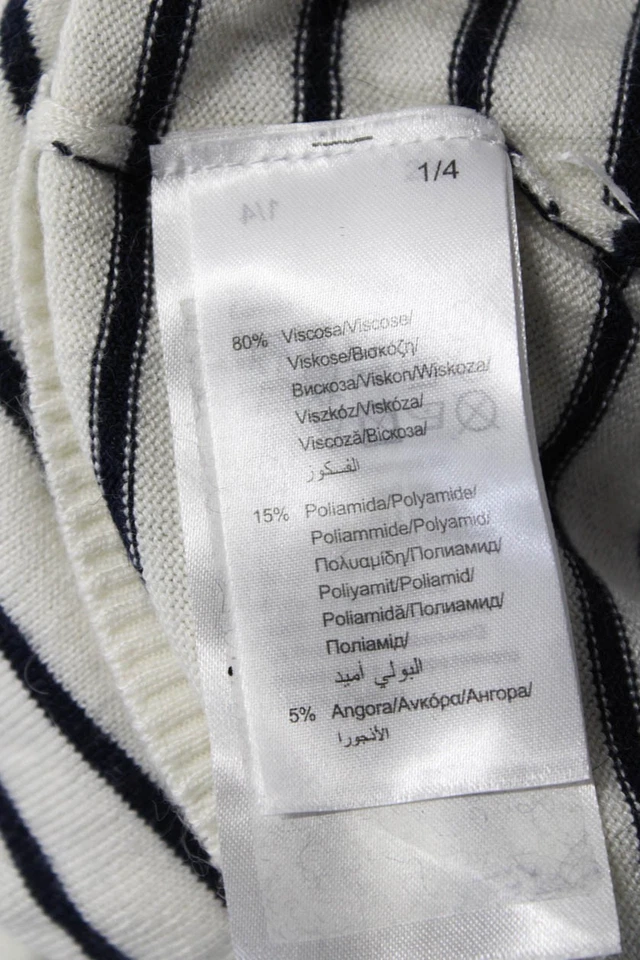 1/4
80% Viscosa/Viscose/
Viskose/Βισκόζη/
Вискоза/Viskon/Wiskoza/
Viszkóz/Viskóza/
Viscoză/Віскоза/
الفسكوز
15% Poliamida/Polyamide/
Poliammide/Polyamid/
Πολυαμίδη/Полиамид/
Poliyamit/Poliamid/
Poliamidă/Полиамид/
Поліамід/
البولي أميد
5% Angora/Ανκόρα/Ангора/
الأنجورا